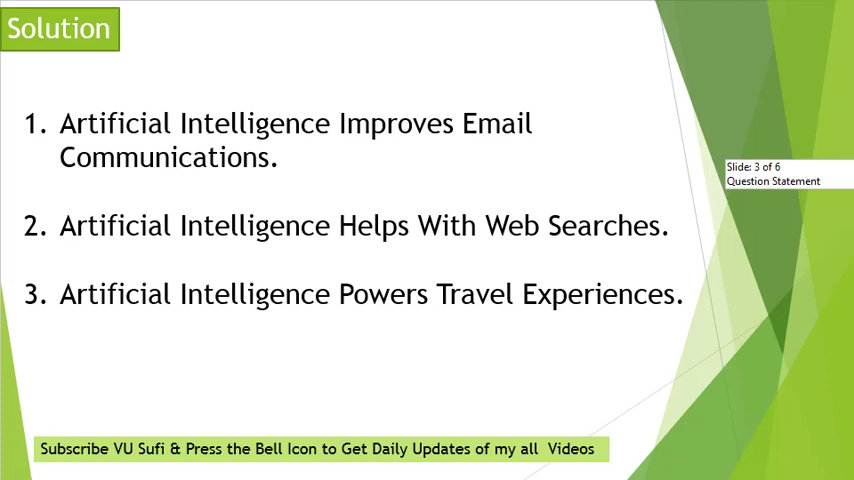 Solution
1. Artificial Intelligence Improves Email
Communications.
2. Artificial Intelligence Helps With Web Searches.
3. Artificial Intelligence Powers Travel Experiences.
Slide: 3 of 6
Question Statement
Subscribe VU Sufi & Press the Bell Icon to Get Daily Updates of my all  Videos